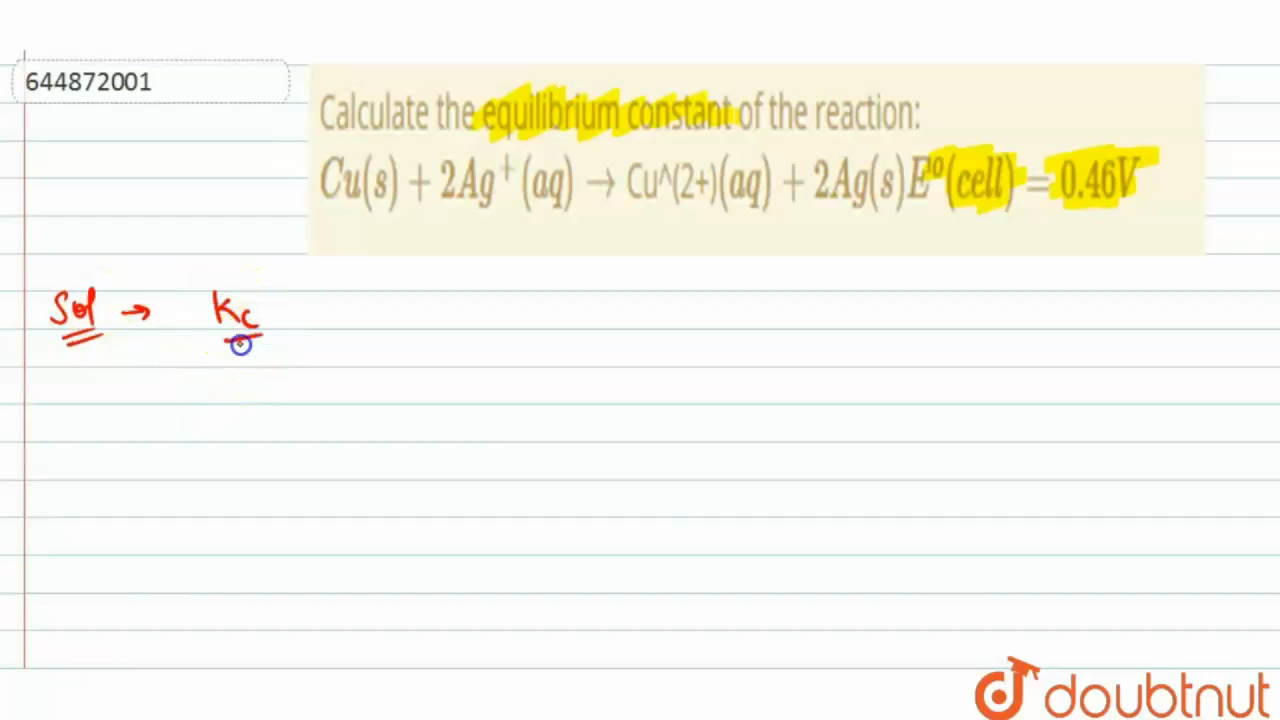 644872001
Calculate the equilibrium constant of the reaction:
Cu(s) + 2Ag⁺(aq) → Cu^(2+)(aq) + 2Ag(s)E⁰(cell) = 0.46V
Sol → Kc
doubtnut